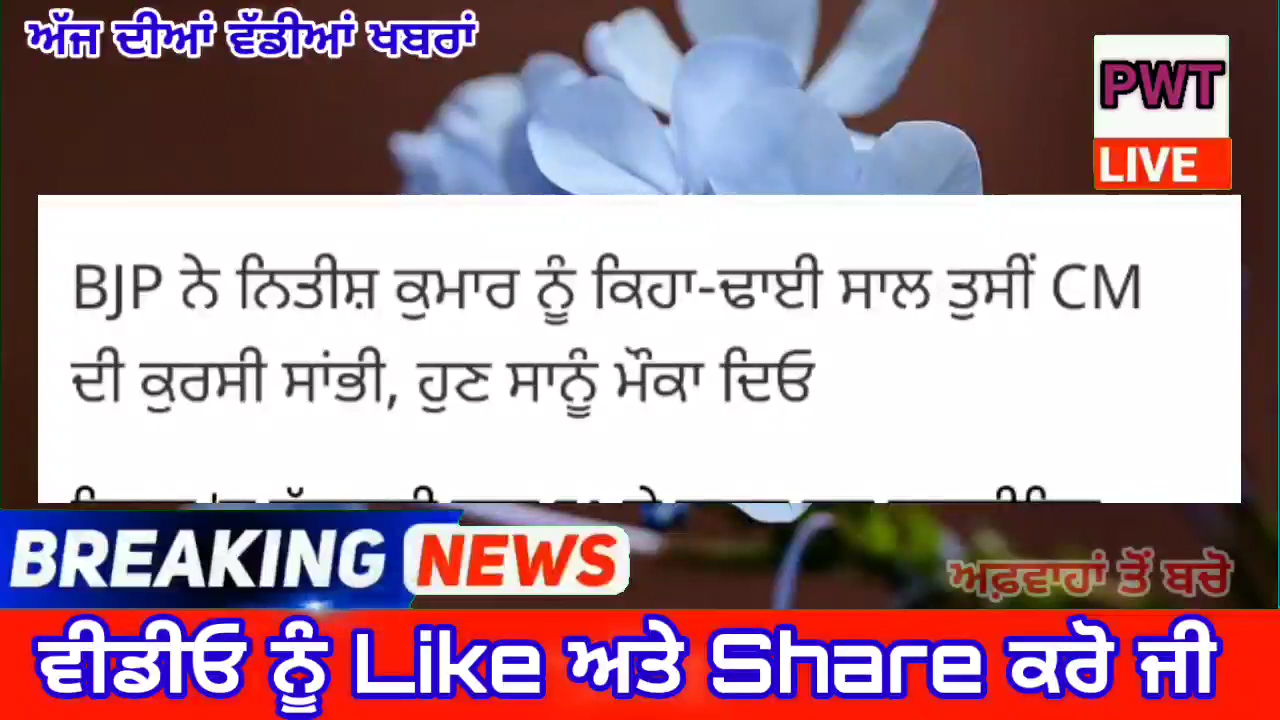 ਅੱਜ ਦੀਆਂ ਵੱਡੀਆਂ ਖਬਰਾਂ
PWT
LIVE
BJP ਨੇ ਨਿਤੀਸ਼ ਕੁਮਾਰ ਨੂੰ ਕਿਹਾ-ਢਾਈ ਸਾਲ ਤੁਸੀਂ CM
ਦੀ ਕੁਰਸੀ ਸਾਂਭੀ, ਹੁਣ ਸਾਨੂੰ ਮੌਕਾ ਦਿਓ
BREAKING NEWS
ਅਫ਼ਵਾਹਾਂ ਤੋਂ ਬਚੋ
ਵੀਡੀਓ ਨੂੰ Like ਅਤੇ Share ਕਰੋ ਜੀ